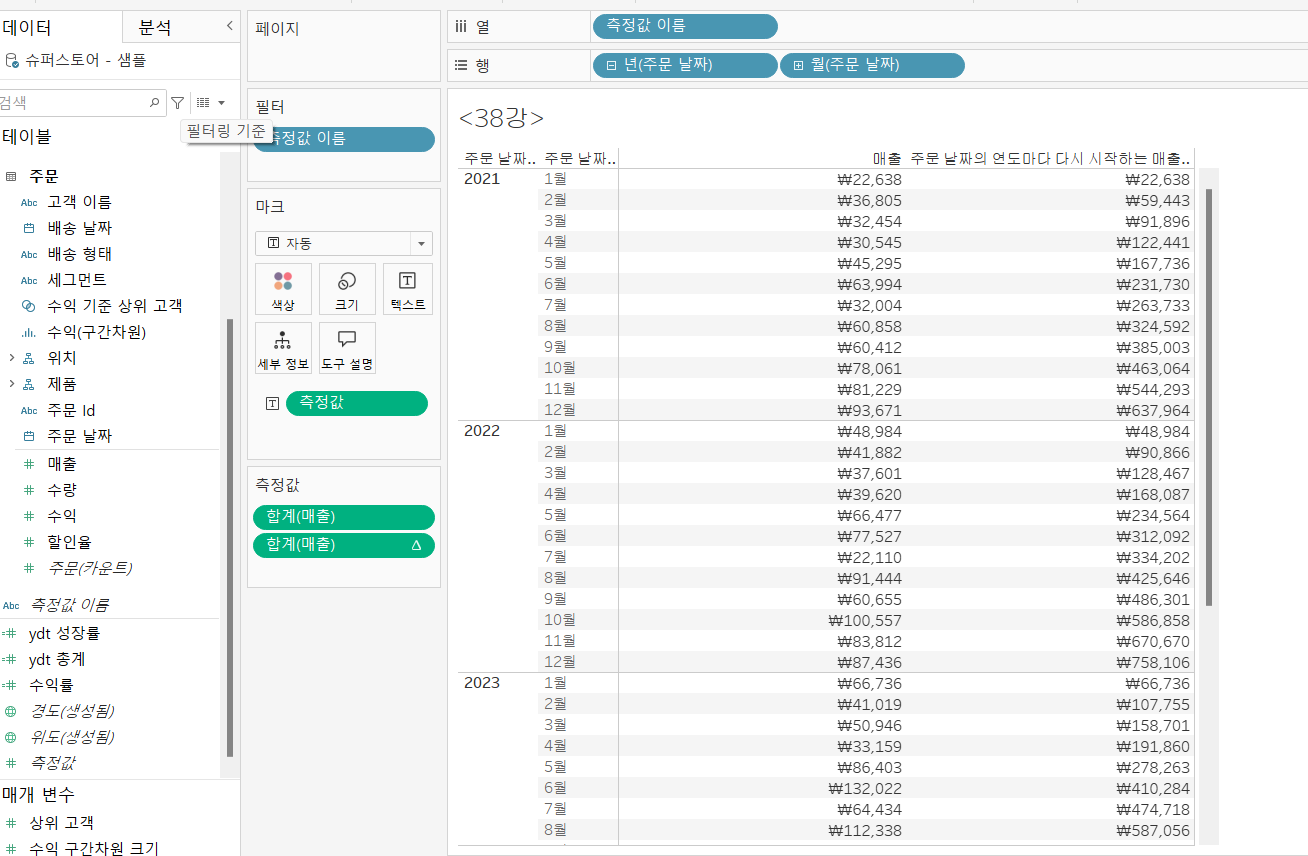 데이터
분석
슈퍼스토어 - 샘플
검색
필터링 기준
테이블
주문
Abc 고객 이름
배송 날짜
Abc 배송 형태
Abc 세그먼트
수익 기준 상위 고객
수익(구간차원)
위치
제품
Abc 주문 Id
주문 날짜
매출
수량
수익
할인율
주문(카운트)
Abc 측정값 이름
ydt 성장률
ydt 총계
수익률
경도(생성됨)
위도(생성됨)
측정값
매개 변수
상위 고객
수익 구간차원 크기
페이지
필터
측정값 이름
마크
자동
색상 크기 텍스트
세부 정보 도구 설명
측정값
측정값
합계(매출)
합계(매출) Δ
열 측정값 이름
행 년(주문 날짜) 월(주문 날짜)
<38강>
주문 날짜.. 주문 날짜.. 매출 주문 날짜의 연도마다 다시 시작하는 매출..
2021 1월 ₩22,638 ₩22,638
2월 ₩36,805 ₩59,443
3월 ₩32,454 ₩91,896
4월 ₩30,545 ₩122,441
5월 ₩45,295 ₩167,736
6월 ₩63,994 ₩231,730
7월 ₩32,004 ₩263,733
8월 ₩60,858 ₩324,592
9월 ₩60,412 ₩385,003
10월 ₩78,061 ₩463,064
11월 ₩81,229 ₩544,293
12월 ₩93,671 ₩637,964
2022 1월 ₩48,984 ₩48,984
2월 ₩41,882 ₩90,866
3월 ₩37,601 ₩128,467
4월 ₩39,620 ₩168,087
5월 ₩66,477 ₩234,564
6월 ₩77,527 ₩312,092
7월 ₩22,110 ₩334,202
8월 ₩91,444 ₩425,646
9월 ₩60,655 ₩486,301
10월 ₩100,557 ₩586,858
11월 ₩83,812 ₩670,670
12월 ₩87,436 ₩758,106
2023 1월 ₩66,736 ₩66,736
2월 ₩41,019 ₩107,755
3월 ₩50,946 ₩158,701
4월 ₩33,159 ₩191,860
5월 ₩86,403 ₩278,263
6월 ₩132,022 ₩410,284
7월 ₩64,434 ₩474,718
8월 ₩112,338 ₩587,056